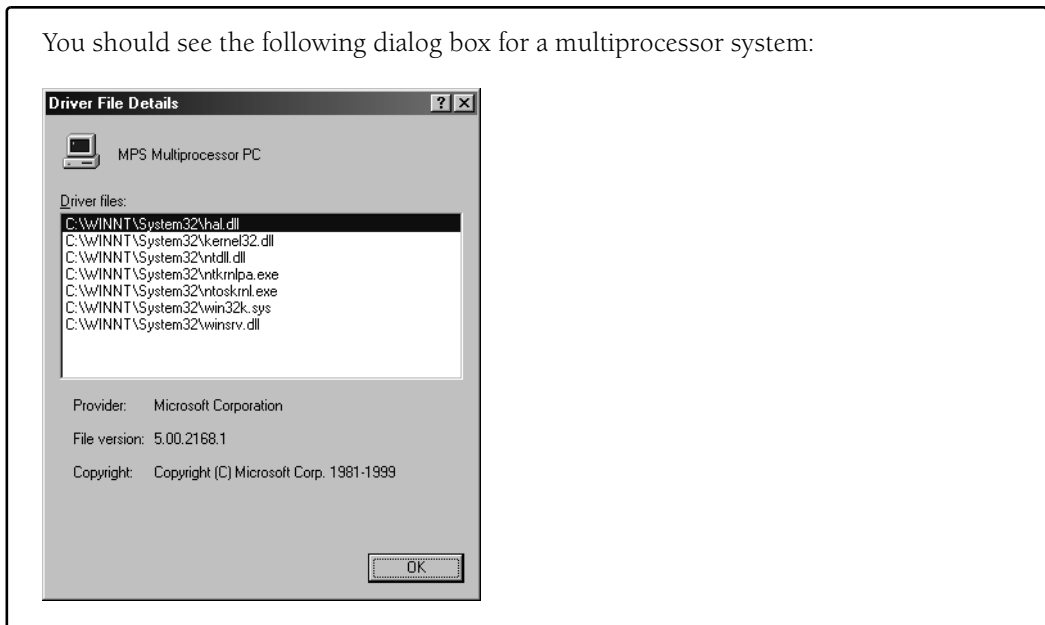 You should see the following dialog box for a multiprocessor system:
Driver File Details
MPS Multiprocessor PC
Driver files:
C:\WINNT\System32\hal.dll
C:\WINNT\System32\kernel32.dll
C:\WINNT\System32\ntdll.dll
C:\WINNT\System32\ntkrnlpa.exe
C:\WINNT\System32\ntoskrnl.exe
C:\WINNT\System32\win32k.sys
C:\WINNT\System32\winsrv.dll
Provider: Microsoft Corporation
File version: 5.00.2168.1
Copyright: Copyright (C) Microsoft Corp. 1981-1999
OK